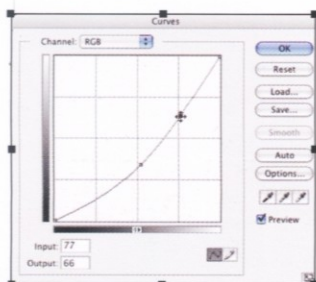 Curves
Channel: RGB
OK
Reset
Load...
Save...
Smooth
Auto
Options...
Preview
Input: 77
Output: 66